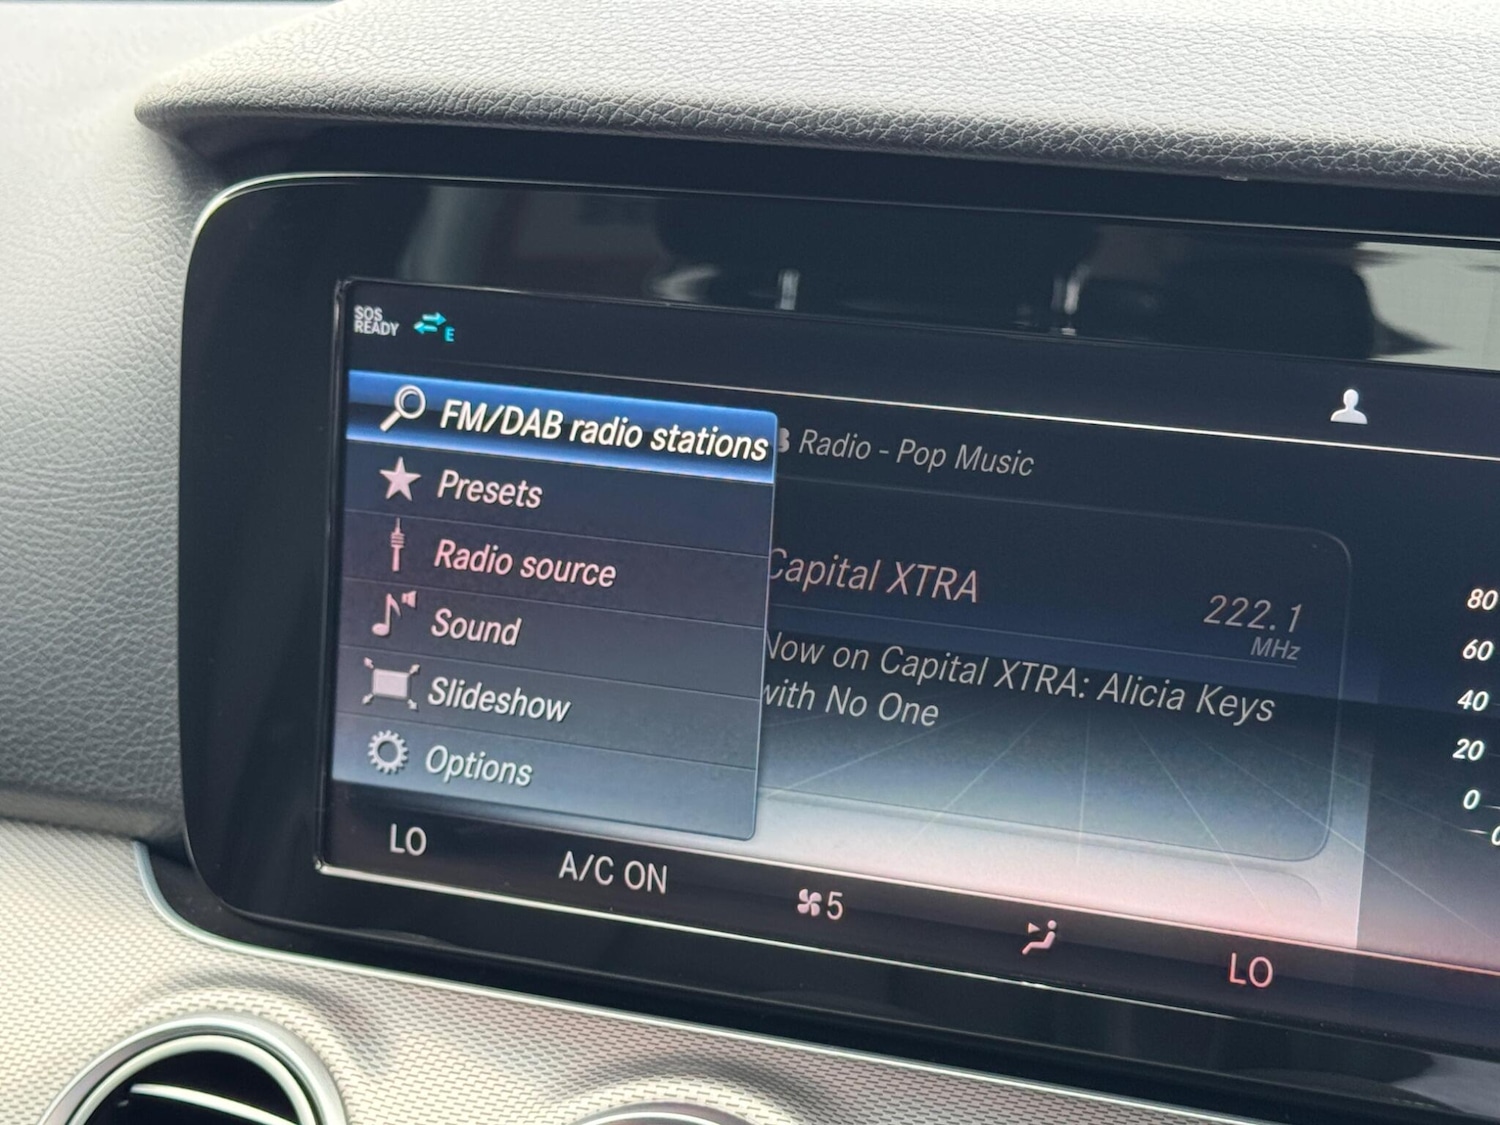 SOS
READY
E
FM/DAB radio stations
Presets
Radio source
Sound
Slideshow
Options
Radio - Pop Music
Capital XTRA
222.1
MHz
Now on Capital XTRA: Alicia Keys
with No One
80
60
40
20
0
LO
A/C ON
5
LO